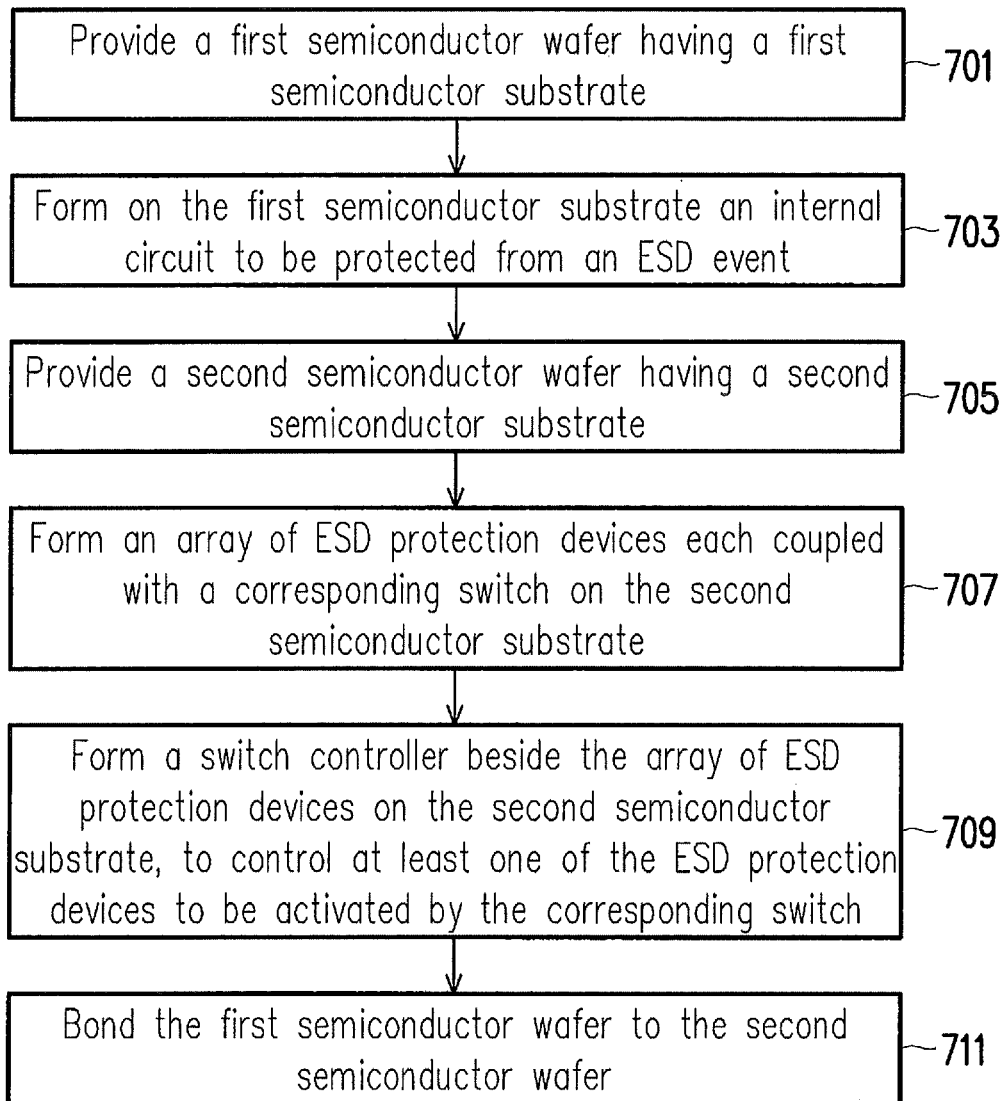 Provide a first semiconductor wafer having a first
semiconductor substrate
701
Form on the first semiconductor substrate an internal
circuit to be protected from an ESD event
703
Provide a second semiconductor wafer having a second
semiconductor substrate
705
Form an array of ESD protection devices each coupled
with a corresponding switch on the second
semiconductor substrate
707
Form a switch controller beside the array of ESD
protection devices on the second semiconductor
substrate, to control at least one of the ESD protection
devices to be activated by the corresponding switch
709
Bond the first semiconductor wafer to the second
semiconductor wafer
711